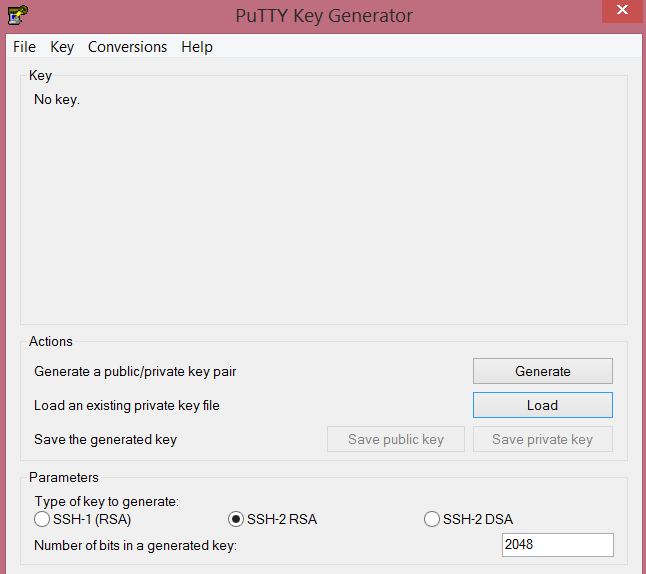 PuTTY Key Generator
File Key Conversions Help
Key
No key.
Actions
Generate a public/private key pair
Generate
Load an existing private key file
Load
Save the generated key
Save public key
Save private key
Parameters
Type of key to generate:
SSH-1 (RSA)
SSH-2 RSA
SSH-2 DSA
Number of bits in a generated key:
2048